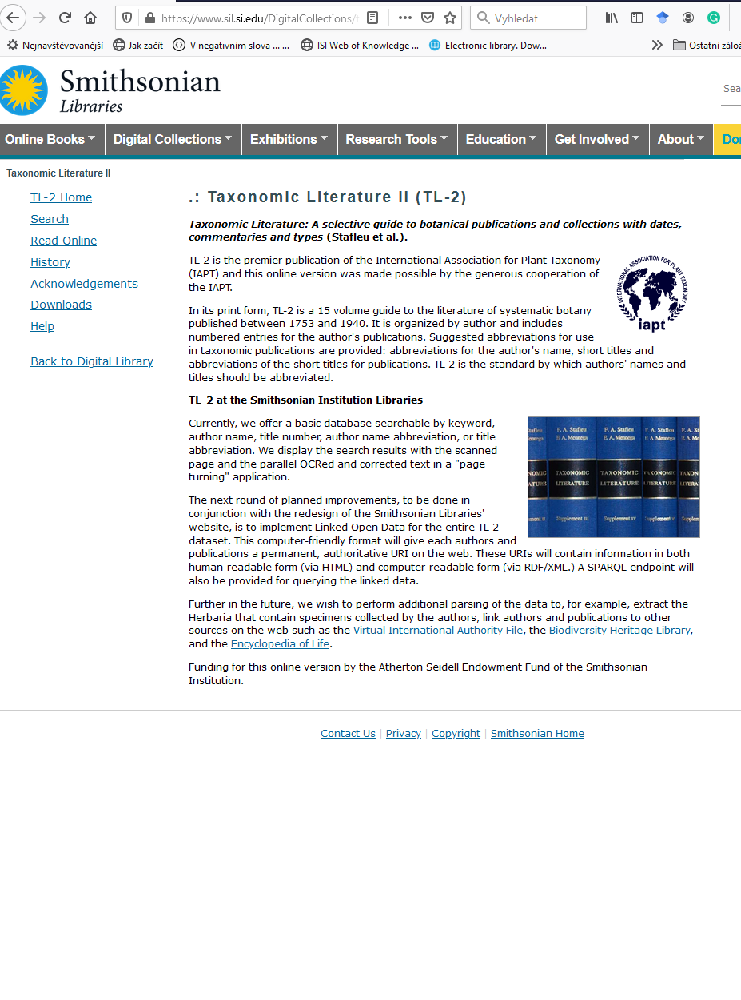 https://www.sil.si.edu/DigitalCollections/
Vyhledat
Nejnavštěvovanější Jak začít V negativním slova ... ... ISI Web of Knowledge ... Electronic library. Dow... Ostatní zálož
Smithsonian
Libraries
Sea
Online Books Digital Collections Exhibitions Research Tools Education Get Involved About Don
Taxonomic Literature II
TL-2 Home
Search
Read Online
History
Acknowledgements
Downloads
Help
Back to Digital Library
.: Taxonomic Literature II (TL-2)
Taxonomic Literature: A selective guide to botanical publications and collections with dates,
commentaries and types (Stafleu et al.).
TL-2 is the premier publication of the International Association for Plant Taxonomy
(IAPT) and this online version was made possible by the generous cooperation of
the IAPT.
INTERNATIONAL ASSOCIATION FOR PLANT TAXONOMY
iapt
In its print form, TL-2 is a 15 volume guide to the literature of systematic botany
published between 1753 and 1940. It is organized by author and includes
numbered entries for the author's publications. Suggested abbreviations for use
in taxonomic publications are provided: abbreviations for the author's name, short titles and
abbreviations of the short titles for publications. TL-2 is the standard by which authors' names and
titles should be abbreviated.
TL-2 at the Smithsonian Institution Libraries
Currently, we offer a basic database searchable by keyword,
author name, title number, author name abbreviation, or title
abbreviation. We display the search results with the scanned
page and the parallel OCRed and corrected text in a "page
turning" application.
F. A. Stafleu F. A. Stafleu F. A. Stafleu
E. A. Mennega E. A. Mennega E. A. Mennega
TAXONOMIC TAXONOMIC TAXONOMIC
LITERATURE LITERATURE LITERATURE
Supplement III Supplement IV Supplement V
The next round of planned improvements, to be done in
conjunction with the redesign of the Smithsonian Libraries'
website, is to implement Linked Open Data for the entire TL-2
dataset. This computer-friendly format will give each authors and
publications a permanent, authoritative URI on the web. These URIs will contain information in both
human-readable form (via HTML) and computer-readable form (via RDF/XML.) A SPARQL endpoint will
also be provided for querying the linked data.
Further in the future, we wish to perform additional parsing of the data to, for example, extract the
Herbaria that contain specimens collected by the authors, link authors and publications to other
sources on the web such as the Virtual International Authority File, the Biodiversity Heritage Library,
and the Encyclopedia of Life.
Funding for this online version by the Atherton Seidell Endowment Fund of the Smithsonian
Institution.
Contact Us | Privacy | Copyright | Smithsonian Home